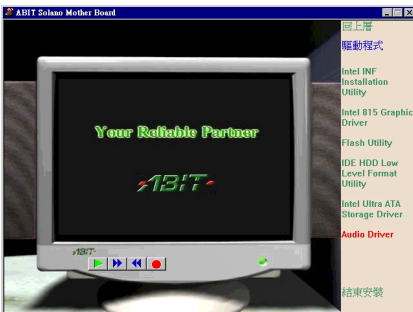 ABIT Solano Mother Board
回上層
驅動程式
Intel INF
Installation
Utility
Intel 815 Graphic
Driver
Flash Utility
IDE HDD Low
Level Format
Utility
Intel Ultra ATA
Storage Driver
Audio Driver
結束安裝
Your Reliable Partner
ABIT
ABIT